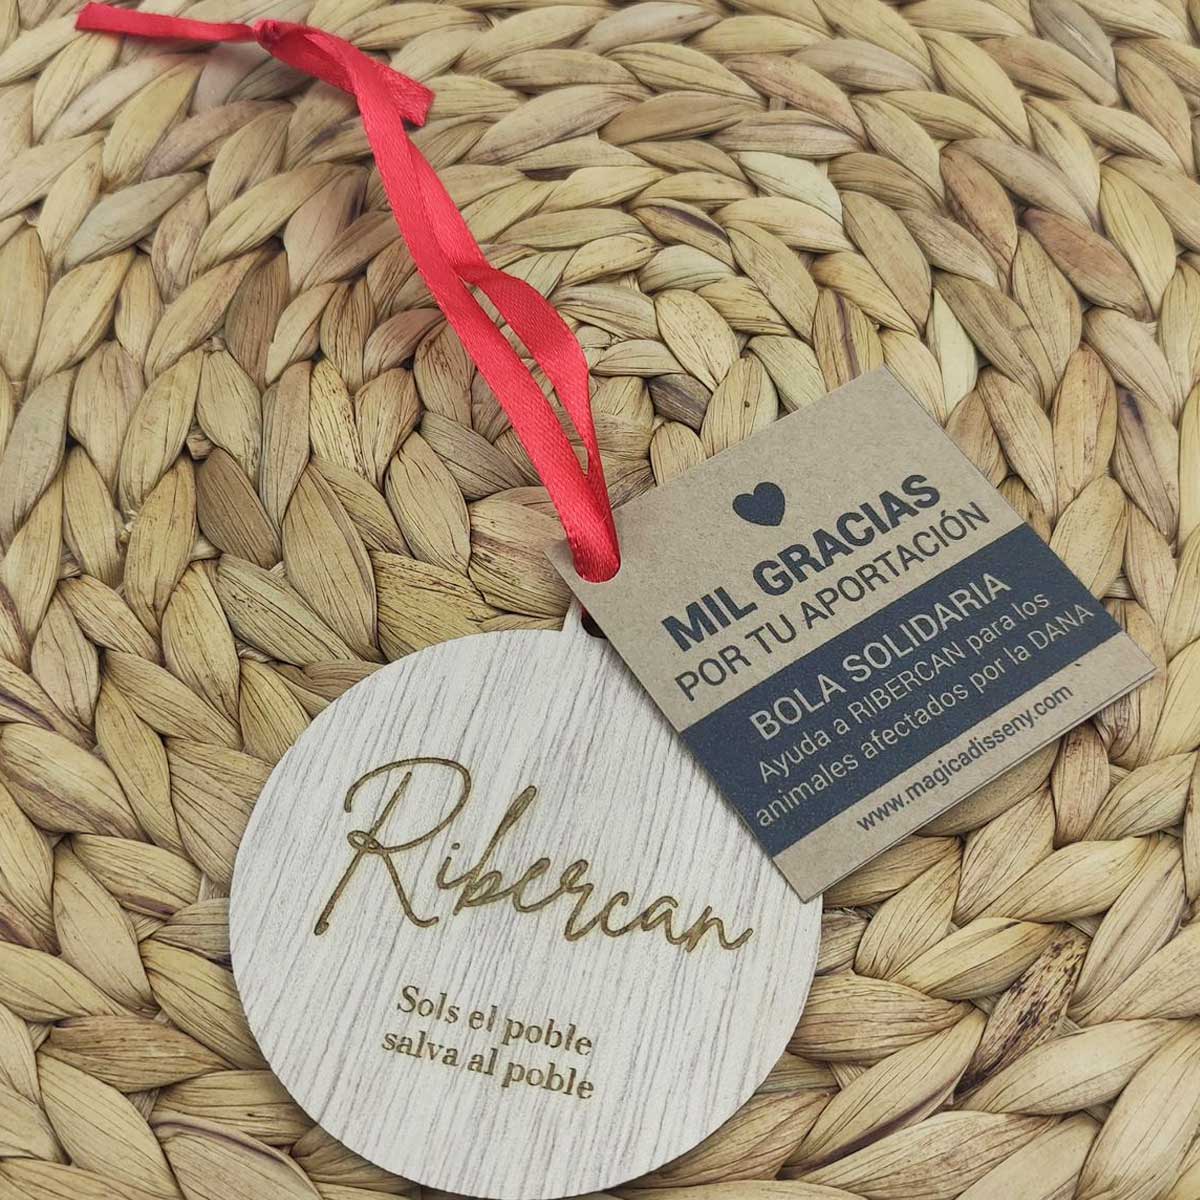 MIL GRACIAS
POR TU APORTACIÓN
BOLA SOLIDARIA
Ayuda a RIBERCAN para los
animales afectados por la DANA
www.magicadisseny.com
Ribercan
Sols el poble
salva al poble